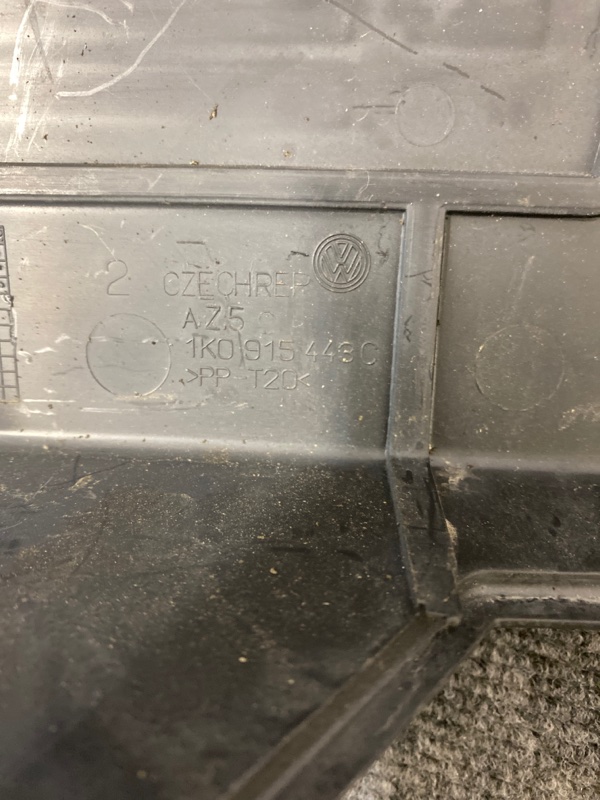 2 CZECHREP
AZ5
1K0 915 443 C
>PP-T20<